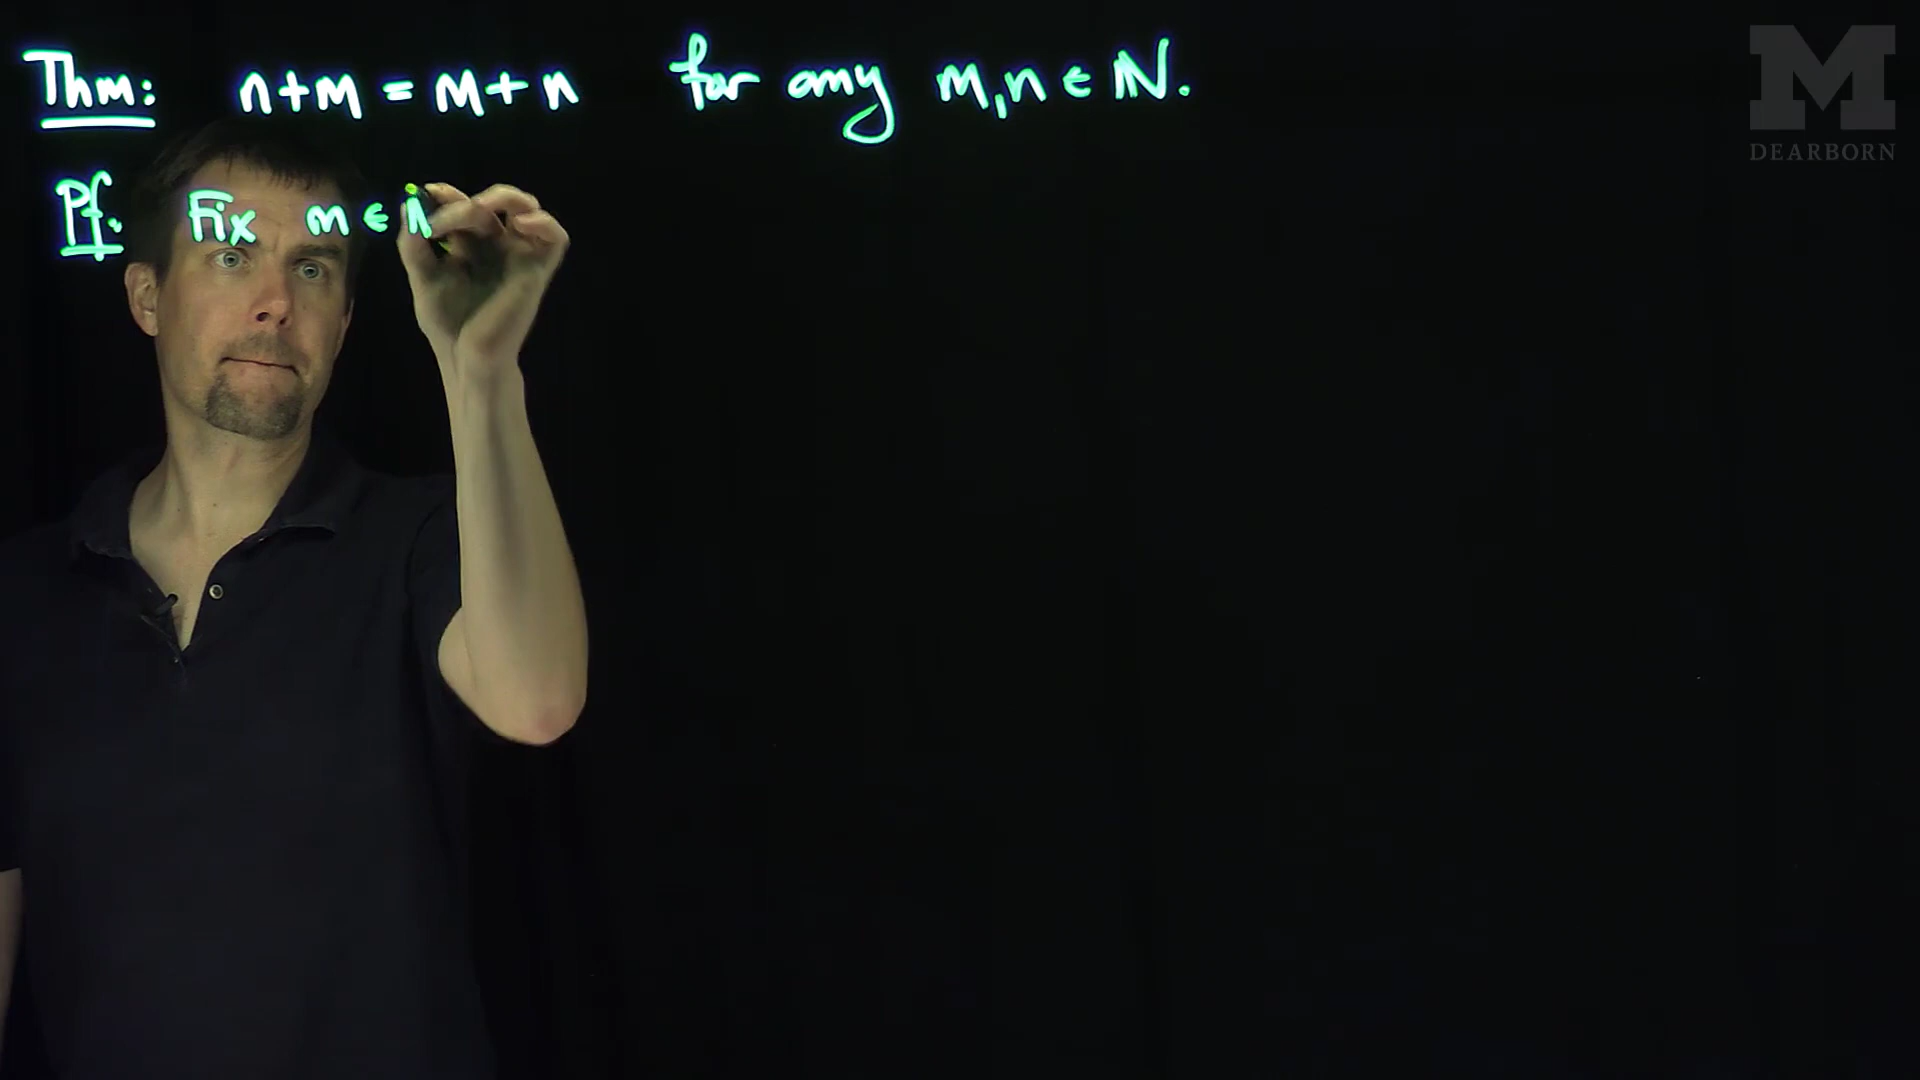 Thm: n+m = m+n for any m,n ∈ ℕ.
Pf: Fix m ∈
M
DEARBORN